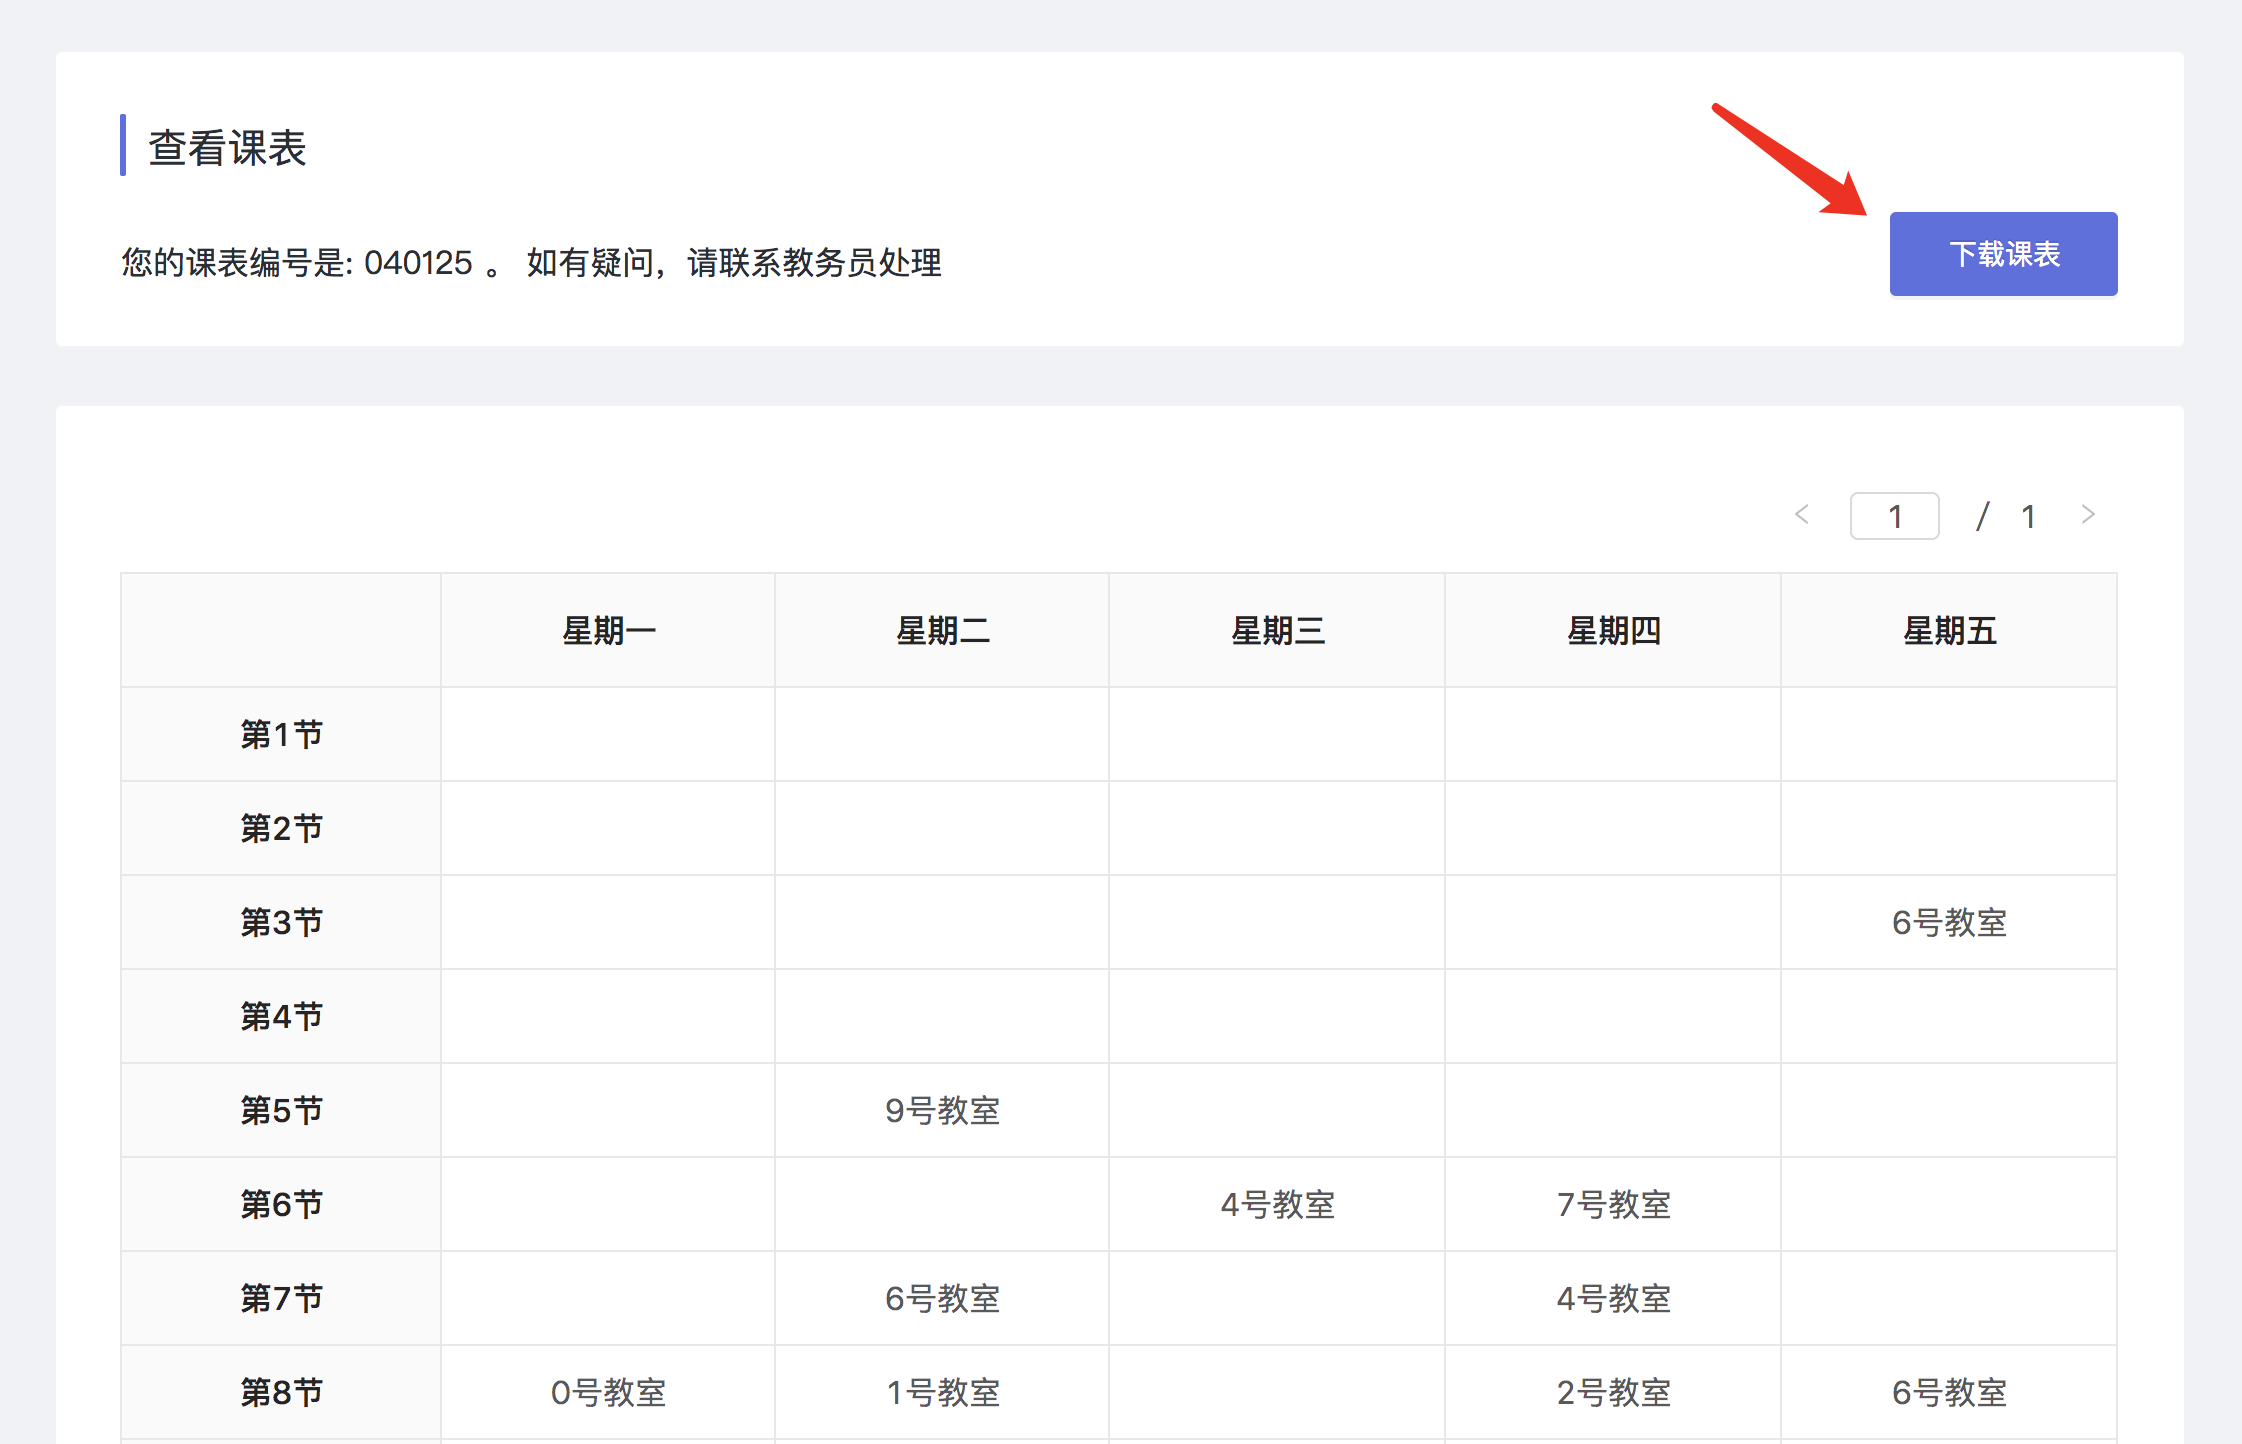 查看课表
您的课表编号是: 040125 。 如有疑问，请联系教务员处理
下载课表
< 1 / 1 >
星期一 星期二 星期三 星期四 星期五
第1节
第2节
第3节 6号教室
第4节
第5节 9号教室
第6节 4号教室 7号教室
第7节 6号教室 4号教室
第8节 0号教室 1号教室 2号教室 6号教室